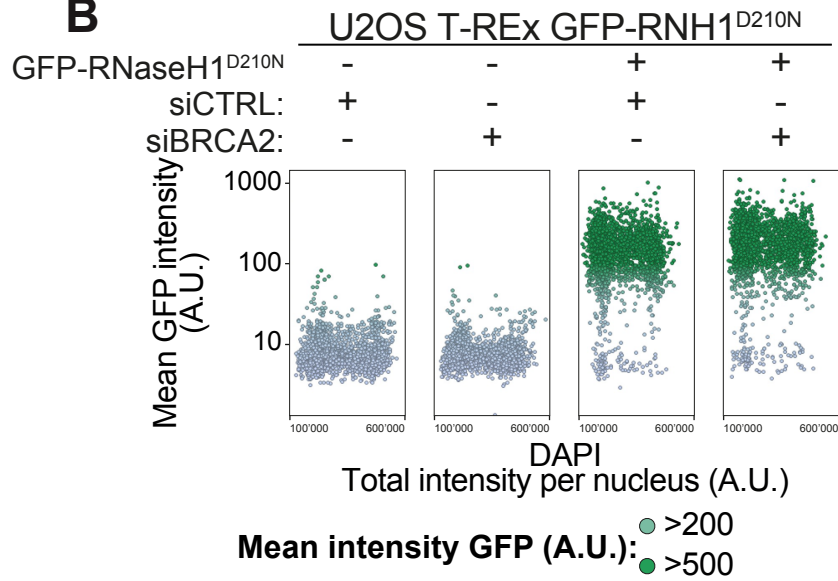 B
U2OS T-REx GFP-RNH1D210N
GFP-RNaseH1D210N - - + +
siCTRL: + - + -
siBRCA2: - + - +
Mean GFP intensity
(A.U.)
1000
100
10
100'000 600'000 100'000 600'000 100'000 600'000 100'000 600'000
DAPI
Total intensity per nucleus (A.U.)
Mean intensity GFP (A.U.):
>200
>500